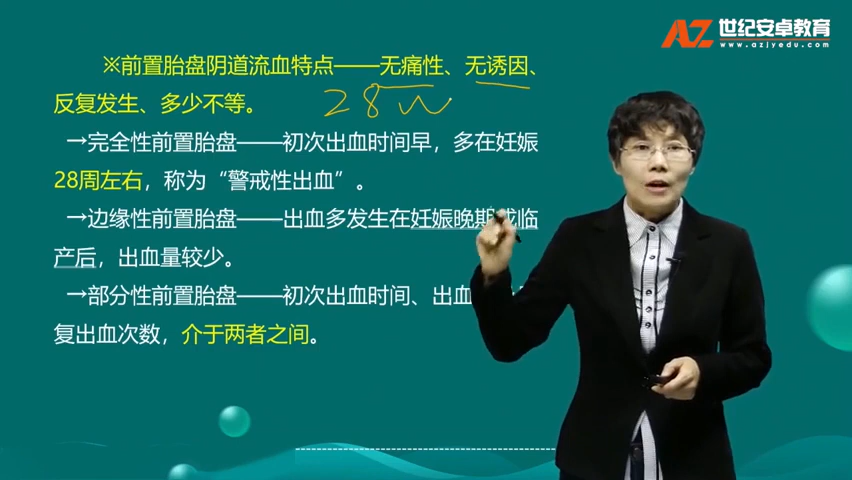 AZ 世纪安卓教育
www.azjyedu.com
※前置胎盘阴道流血特点——无痛性、无诱因、
反复发生、多少不等。
28W
→完全性前置胎盘——初次出血时间早，多在妊娠
28周左右，称为“警戒性出血”。
→边缘性前置胎盘——出血多发生在妊娠晚期或临
产后，出血量较少。
→部分性前置胎盘——初次出血时间、出血
复出血次数，介于两者之间。